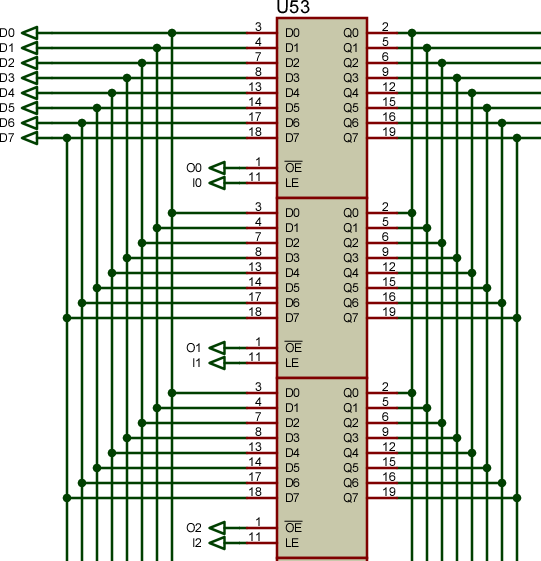 U53
D0 3 D0 Q0 2
D1 4 D1 Q1 5
D2 7 D2 Q2 6
D3 8 D3 Q3 9
D4 13 D4 Q4 12
D5 14 D5 Q5 15
D6 17 D6 Q6 16
D7 18 D7 Q7 19
O0 1 OE
I0 11 LE
3 D0 Q0 2
4 D1 Q1 5
7 D2 Q2 6
8 D3 Q3 9
13 D4 Q4 12
14 D5 Q5 15
17 D6 Q6 16
18 D7 Q7 19
O1 1 OE
I1 11 LE
3 D0 Q0 2
4 D1 Q1 5
7 D2 Q2 6
8 D3 Q3 9
13 D4 Q4 12
14 D5 Q5 15
17 D6 Q6 16
18 D7 Q7 19
O2 1 OE
I2 11 LE